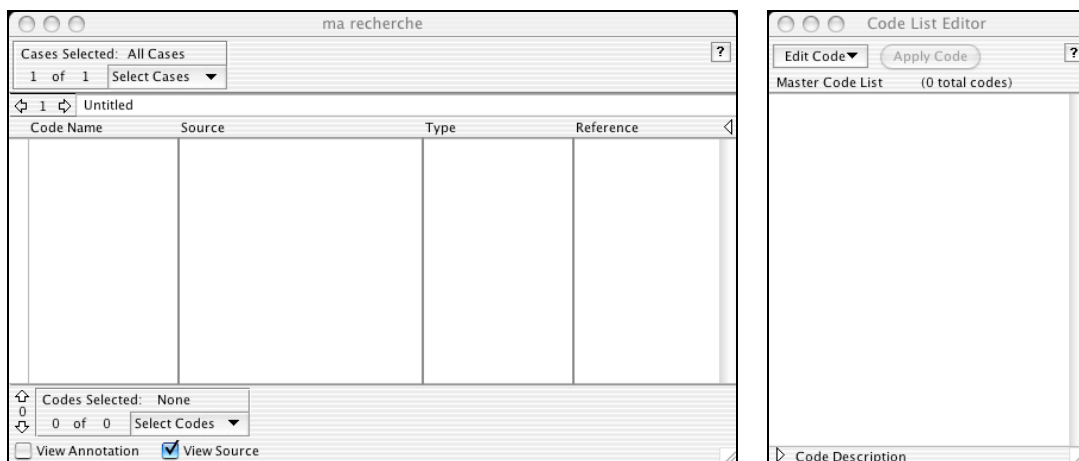 ma recherche
Cases Selected: All Cases
?
1 of 1 Select Cases
1 Untitled
Code Name Source Type Reference
Codes Selected: None
0
0 of 0 Select Codes
View Annotation View Source
Code List Editor
Edit Code Apply Code ?
Master Code List (0 total codes)
Code Description